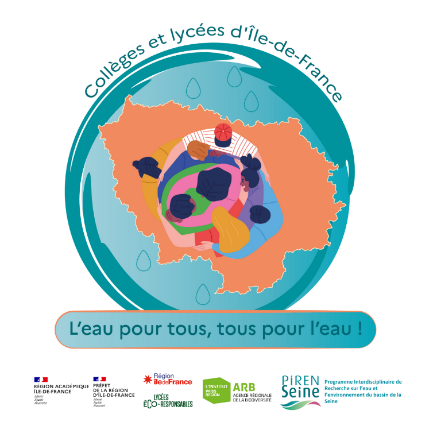 Collèges et lycées d'Île-de-France
L'eau pour tous, tous pour l'eau !
RÉGION ACADÉMIQUE
ÎLE-DE-FRANCE
PRÉFET
DE LA RÉGION
D'ÎLE-DE-FRANCE
Région
île de France
LYCÉES
ÉCO-RESPONSABLES
L'INSTITUT
PARIS
REGION
ARB
AGENCE RÉGIONALE
DE LA BIODIVERSITÉ
PIREN
Seine
Programme Interdisciplinaire de
Recherche sur l'eau et
l'environnement du bassin de la
Seine